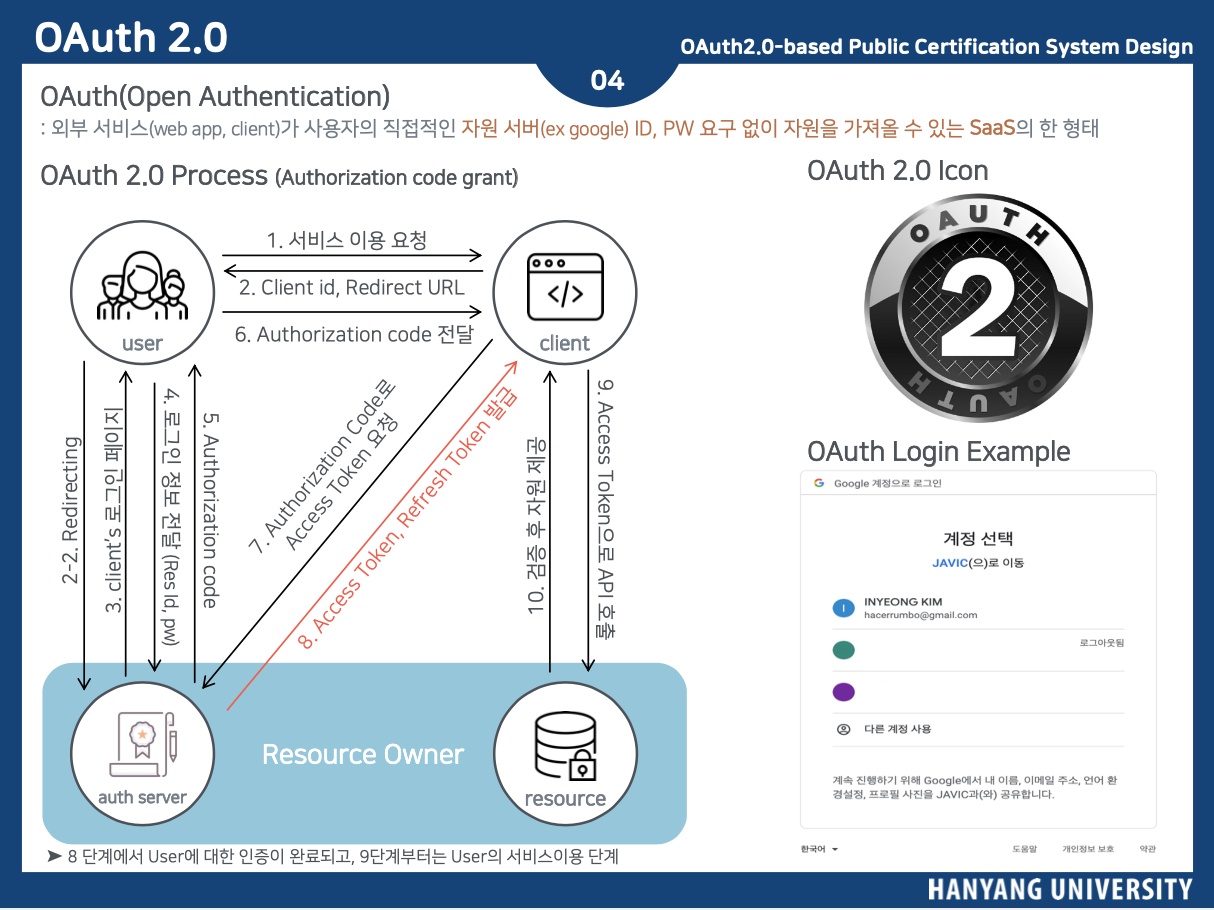 OAuth 2.0
OAuth2.0-based Public Certification System Design
04
OAuth(Open Authentication)
: 외부 서비스(web app, client)가 사용자의 직접적인 자원 서버(ex google) ID, PW 요구 없이 자원을 가져올 수 있는 SaaS의 한 형태
OAuth 2.0 Process (Authorization code grant)
1. 서비스 이용 요청
2. Client id, Redirect URL
6. Authorization code 전달
user
client
2-2. Redirecting
3. client's 로그인 페이지
4. 로그인 정보 전달 (Res Id, pw)
5. Authorization code
7. Authorization Code로
Access Token 요청
8. Access Token, Refresh Token 발급
10. 검증 후 자원 제공
9. Access Token으로 API 호출
auth server
Resource Owner
resource
➤ 8 단계에서 User에 대한 인증이 완료되고, 9단계부터는 User의 서비스이용 단계
OAuth 2.0 Icon
OAUTH
2
OAUTH
OAuth Login Example
G Google 계정으로 로그인
계정 선택
JAVIC(으)로 이동
I
INYEONG KIM
hacerrumbo@gmail.com
로그아웃됨
다른 계정 사용
계속 진행하기 위해 Google에서 내 이름, 이메일 주소, 언어 환
경설정, 프로필 사진을 JAVIC과(와) 공유합니다.
한국어
도움말
개인정보 보호
약관
HANYANG UNIVERSITY